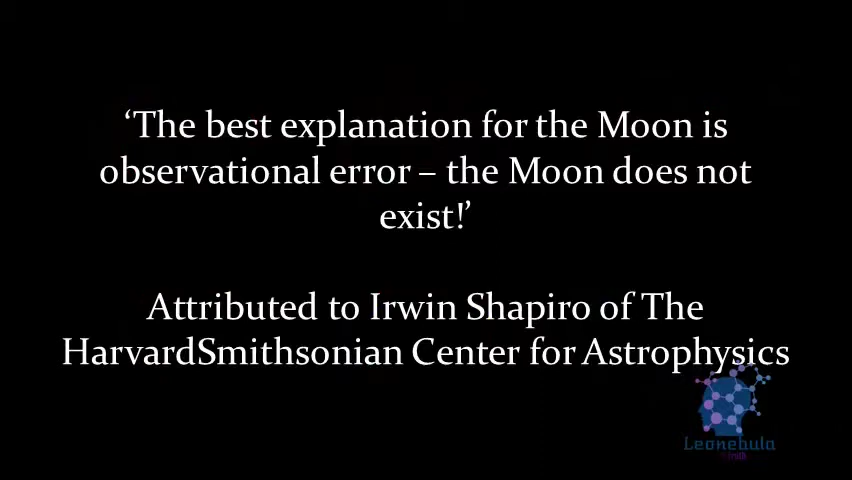 ‘The best explanation for the Moon is
observational error – the Moon does not
exist!’
Attributed to Irwin Shapiro of The
HarvardSmithsonian Center for Astrophysics
Leonebula